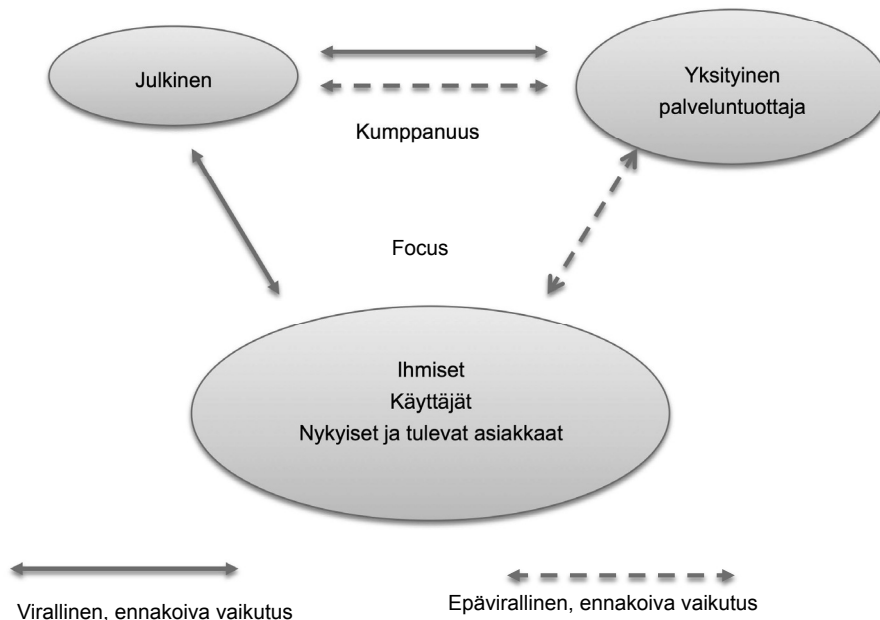 Julkinen
Yksityinen
palveluntuottaja
Kumppanuus
Focus
Ihmiset
Käyttäjät
Nykyiset ja tulevat asiakkaat
Virallinen, ennakoiva vaikutus
Epävirallinen, ennakoiva vaikutus